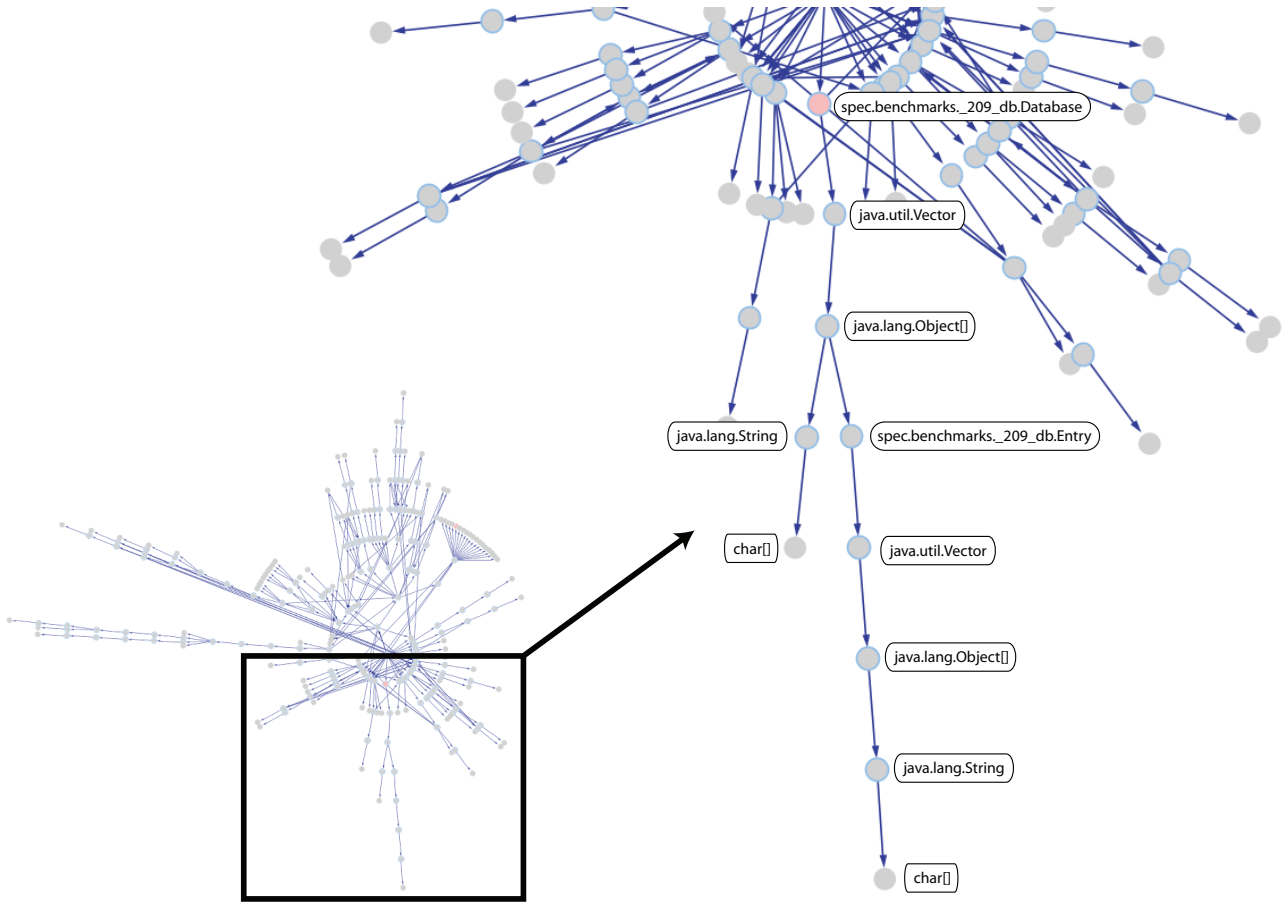 spec.benchmarks._209_db.Database
java.util.Vector
java.lang.Object[]
java.lang.String
spec.benchmarks._209_db.Entry
char[]
java.util.Vector
java.lang.Object[]
java.lang.String
char[]